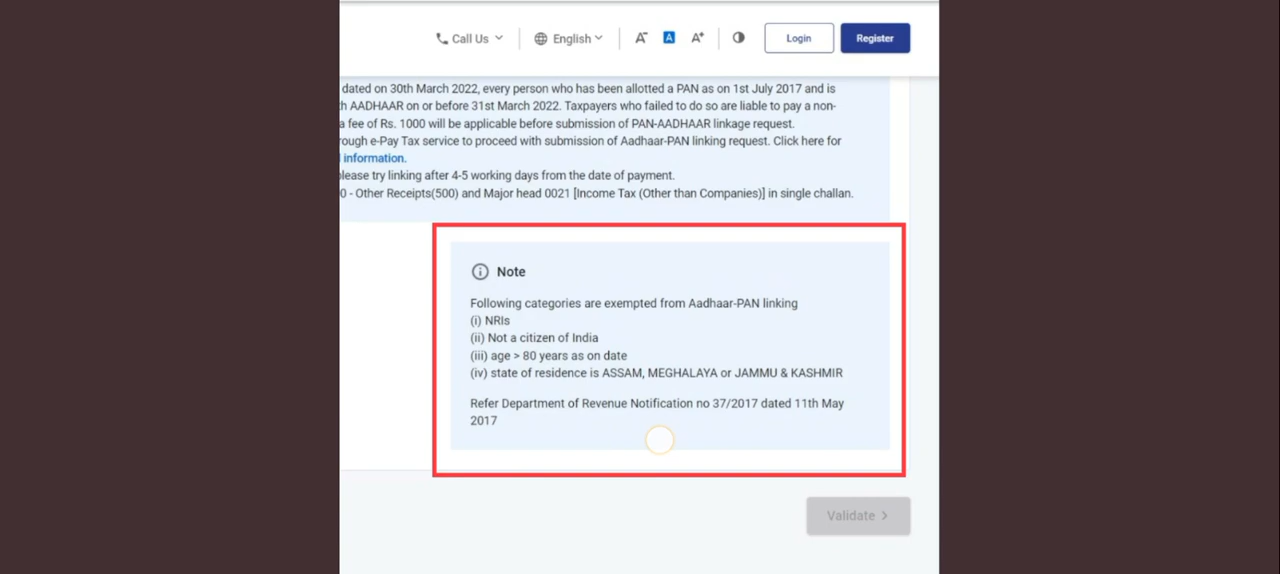 Call Us
English
A-
A
A+
Login
Register
dated on 30th March 2022, every person who has been allotted a PAN as on 1st July 2017 and is
AADHAAR on or before 31st March 2022. Taxpayers who failed to do so are liable to pay a non-
a fee of Rs. 1000 will be applicable before submission of PAN-AADHAAR linkage request.
rough e-Pay Tax service to proceed with submission of Aadhaar-PAN linking request. Click here for
information.
please try linking after 4-5 working days from the date of payment.
0 - Other Receipts(500) and Major head 0021 [Income Tax (Other than Companies)] in single challan.
Note
Following categories are exempted from Aadhaar-PAN linking
(i) NRIs
(ii) Not a citizen of India
(iii) age > 80 years as on date
(iv) state of residence is ASSAM, MEGHALAYA or JAMMU & KASHMIR
Refer Department of Revenue Notification no 37/2017 dated 11th May
2017
Validate >